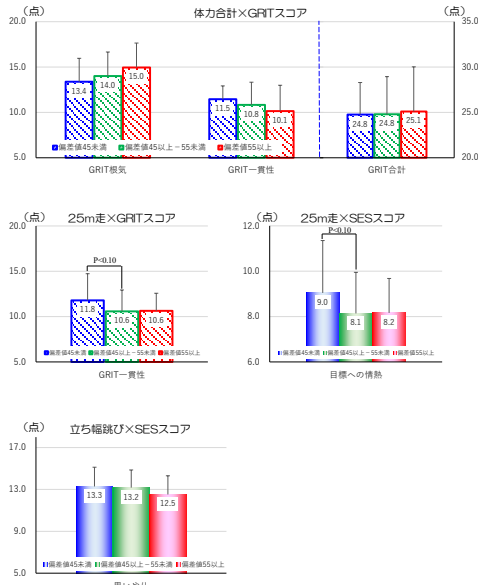 （点）
体力合計×GRITスコア
（点）
20.0
15.0
10.0
5.0
35.0
30.0
25.0
20.0
13.4
14.0
15.0
11.5
10.8
10.1
24.8
24.8
25.1
偏差値45未満
偏差値45以上－55未満
偏差値55以上
GRIT根気
GRIT一貫性
GRIT合計
（点）
25m走×GRITスコア
20.0
15.0
10.0
5.0
P<0.10
11.8
10.6
10.6
偏差値45未満
偏差値45以上－55未満
偏差値55以上
GRIT一貫性
（点）
25m走×SESスコア
12.0
10.0
8.0
6.0
P<0.10
9.0
8.1
8.2
偏差値45未満
偏差値45以上－55未満
偏差値55以上
目標への情熱
（点）
立ち幅跳び×SESスコア
17.0
13.0
9.0
5.0
13.3
13.2
12.5
偏差値45未満
偏差値45以上－55未満
偏差値55以上